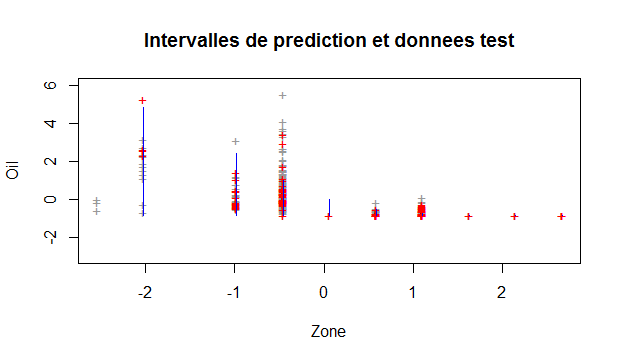 Intervalles de prediction et donnees test
6
4
2
0
-2
Oil
-2 -1 0 1 2
Zone